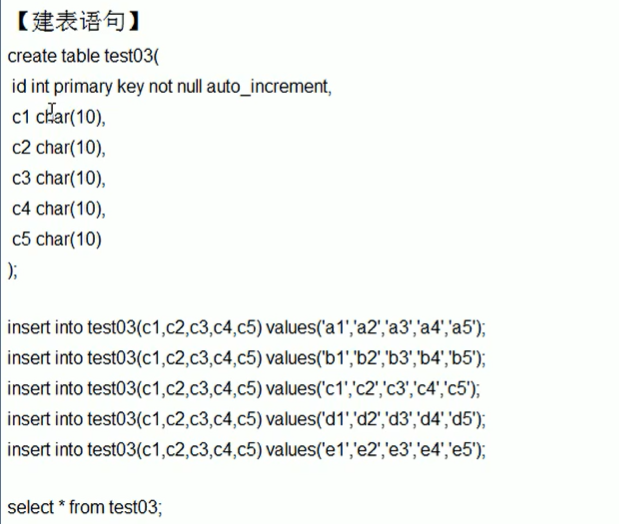 【建表语句】
create table test03(
id int primary key not null auto_increment,
c1 char(10),
c2 char(10),
c3 char(10),
c4 char(10),
c5 char(10)
);
insert into test03(c1,c2,c3,c4,c5) values('a1','a2','a3','a4','a5');
insert into test03(c1,c2,c3,c4,c5) values('b1','b2','b3','b4','b5');
insert into test03(c1,c2,c3,c4,c5) values('c1','c2','c3','c4','c5');
insert into test03(c1,c2,c3,c4,c5) values('d1','d2','d3','d4','d5');
insert into test03(c1,c2,c3,c4,c5) values('e1','e2','e3','e4','e5');
select * from test03;